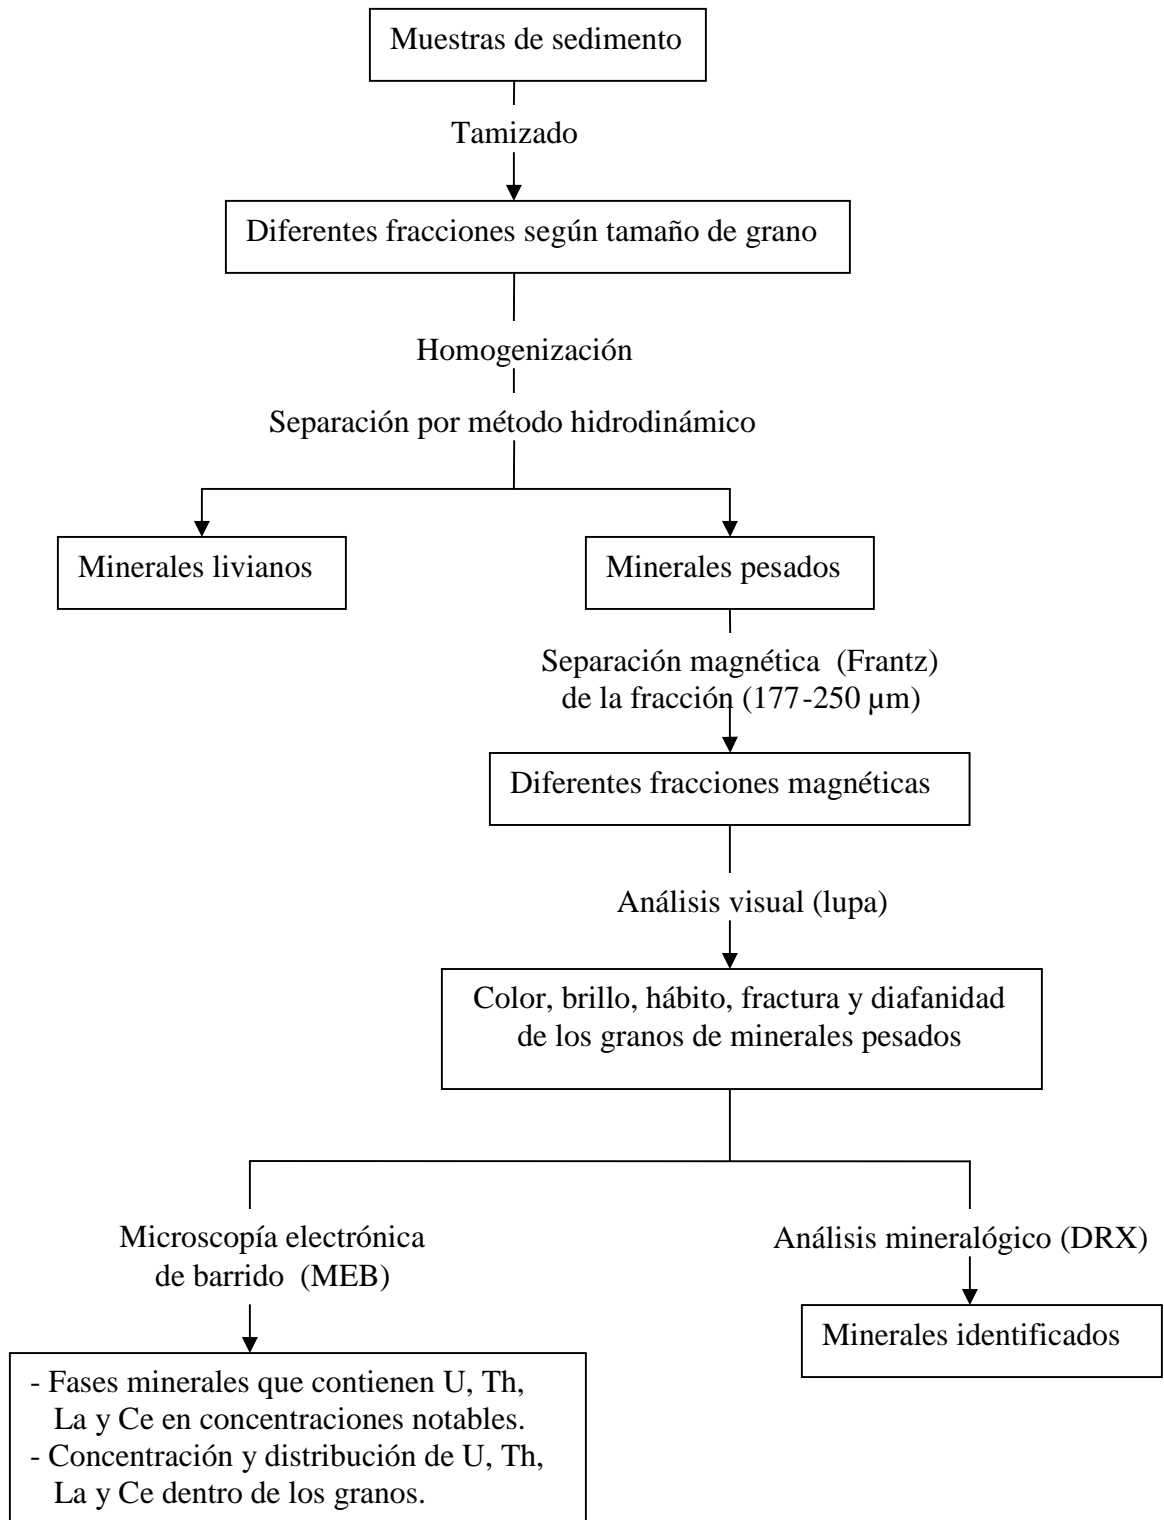 Muestras de sedimento
Tamizado
Diferentes fracciones según tamaño de grano
Homogenización
Separación por método hidrodinámico
Minerales livianos
Minerales pesados
Separación magnética (Frantz)
de la fracción (177-250 µm)
Diferentes fracciones magnéticas
Análisis visual (lupa)
Color, brillo, hábito, fractura y diafanidad
de los granos de minerales pesados
Microscopía electrónica
de barrido (MEB)
Análisis mineralógico (DRX)
Minerales identificados
- Fases minerales que contienen U, Th,
La y Ce en concentraciones notables.
- Concentración y distribución de U, Th,
La y Ce dentro de los granos.